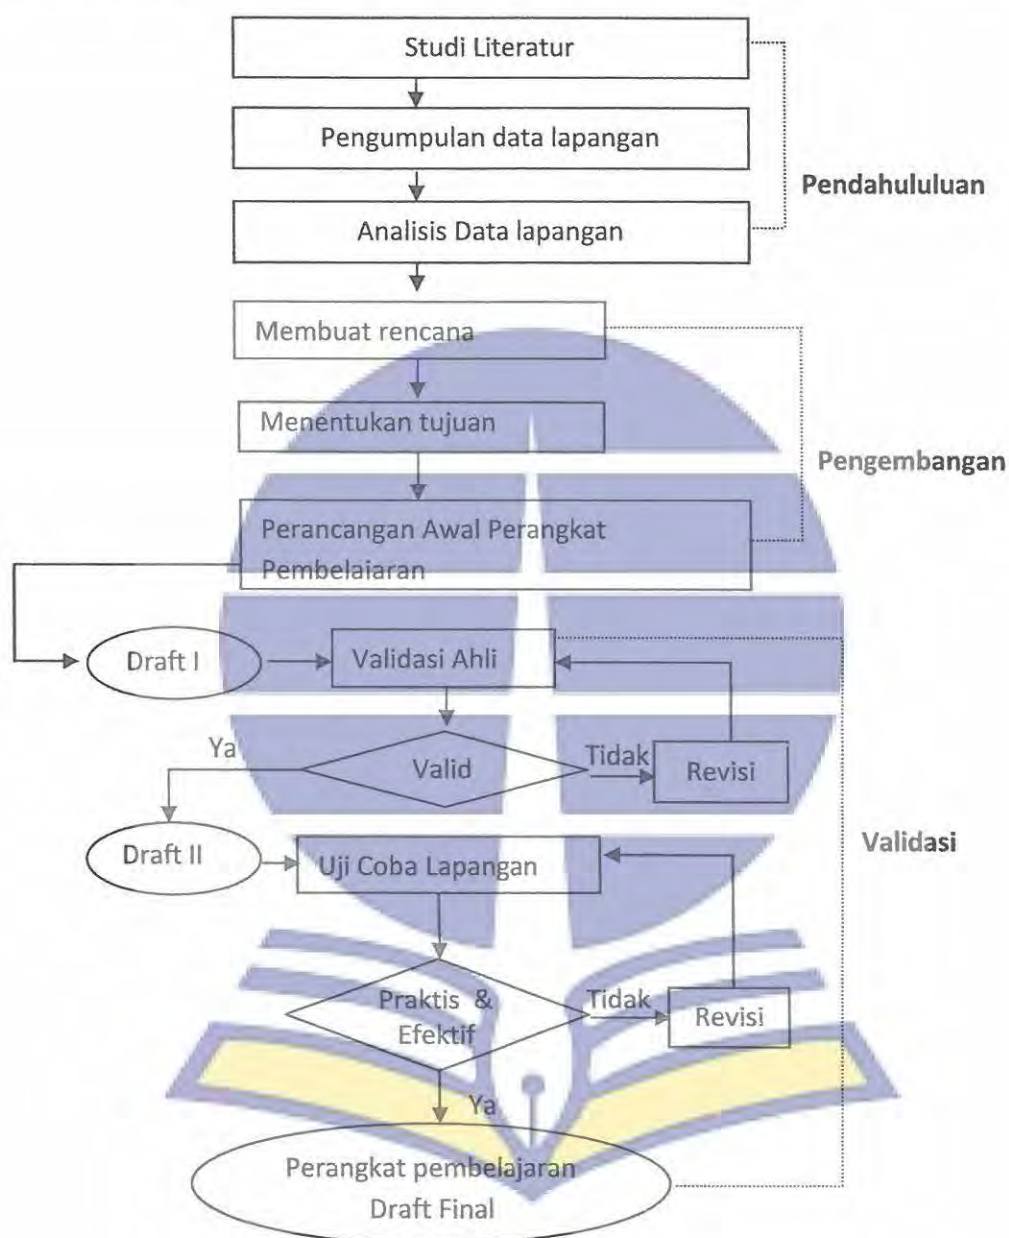 Studi Literatur
Pengumpulan data lapangan
Pendahululuan
Analisis Data lapangan
Membuat rencana
Menentukan tujuan
Pengembangan
Perancangan Awal Perangkat
Pembelaiaran
Draft I
Validasi Ahli
Ya
Valid
Tidak
Revisi
Draft II
Uji Coba Lapangan
Validasi
Praktis &
Efektif
Tidak
Revisi
Ya
Perangkat pembelajaran
Draft Final